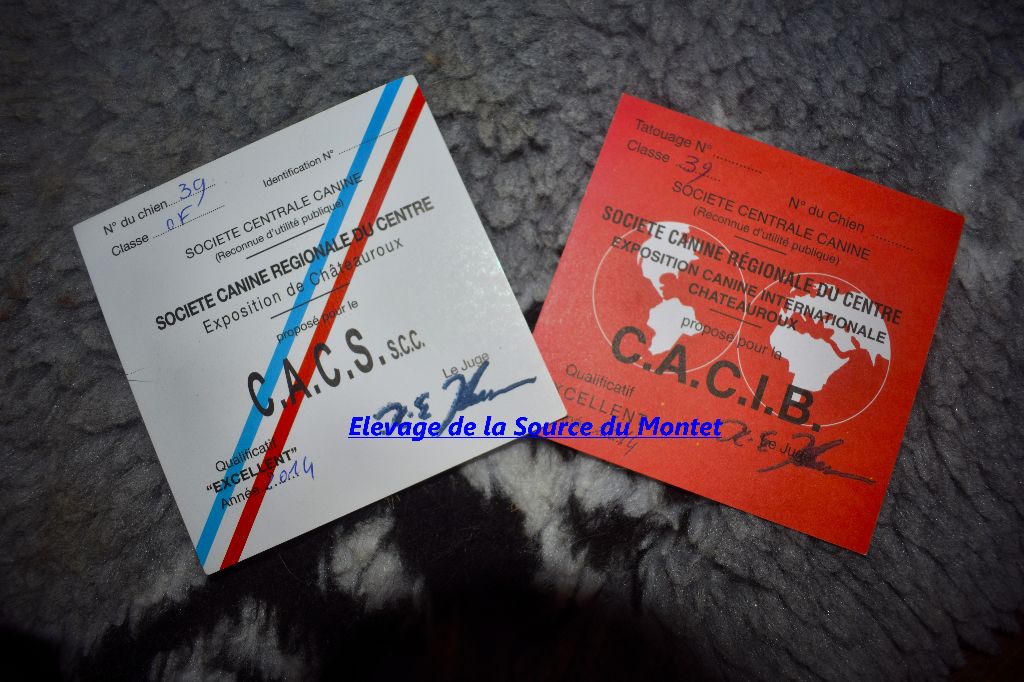 N° du chien......39......
Identification N° ..................
Classe ......O.F......
SOCIETE CENTRALE CANINE
(Reconnue d'utilité publique)
SOCIETE CANINE REGIONALE DU CENTRE
Exposition de Châteauroux
proposé pour le
C.A.C.S. S.C.C.
Le Juge
Qualificatif
"EXCELLENT"
Année 2014
Tatouage N° ............
Classe ..39......
N° du Chien ............
SOCIETE CENTRALE CANINE
(Reconnue d'utilité publique)
SOCIETE CANINE RÉGIONALE DU CENTRE
EXPOSITION CANINE INTERNATIONALE
CHATEAUROUX
proposé pour la
C.A.C.I.B.
Qualificatif
EXCELLENT
Le Juge
Elevage de la Source du Montet